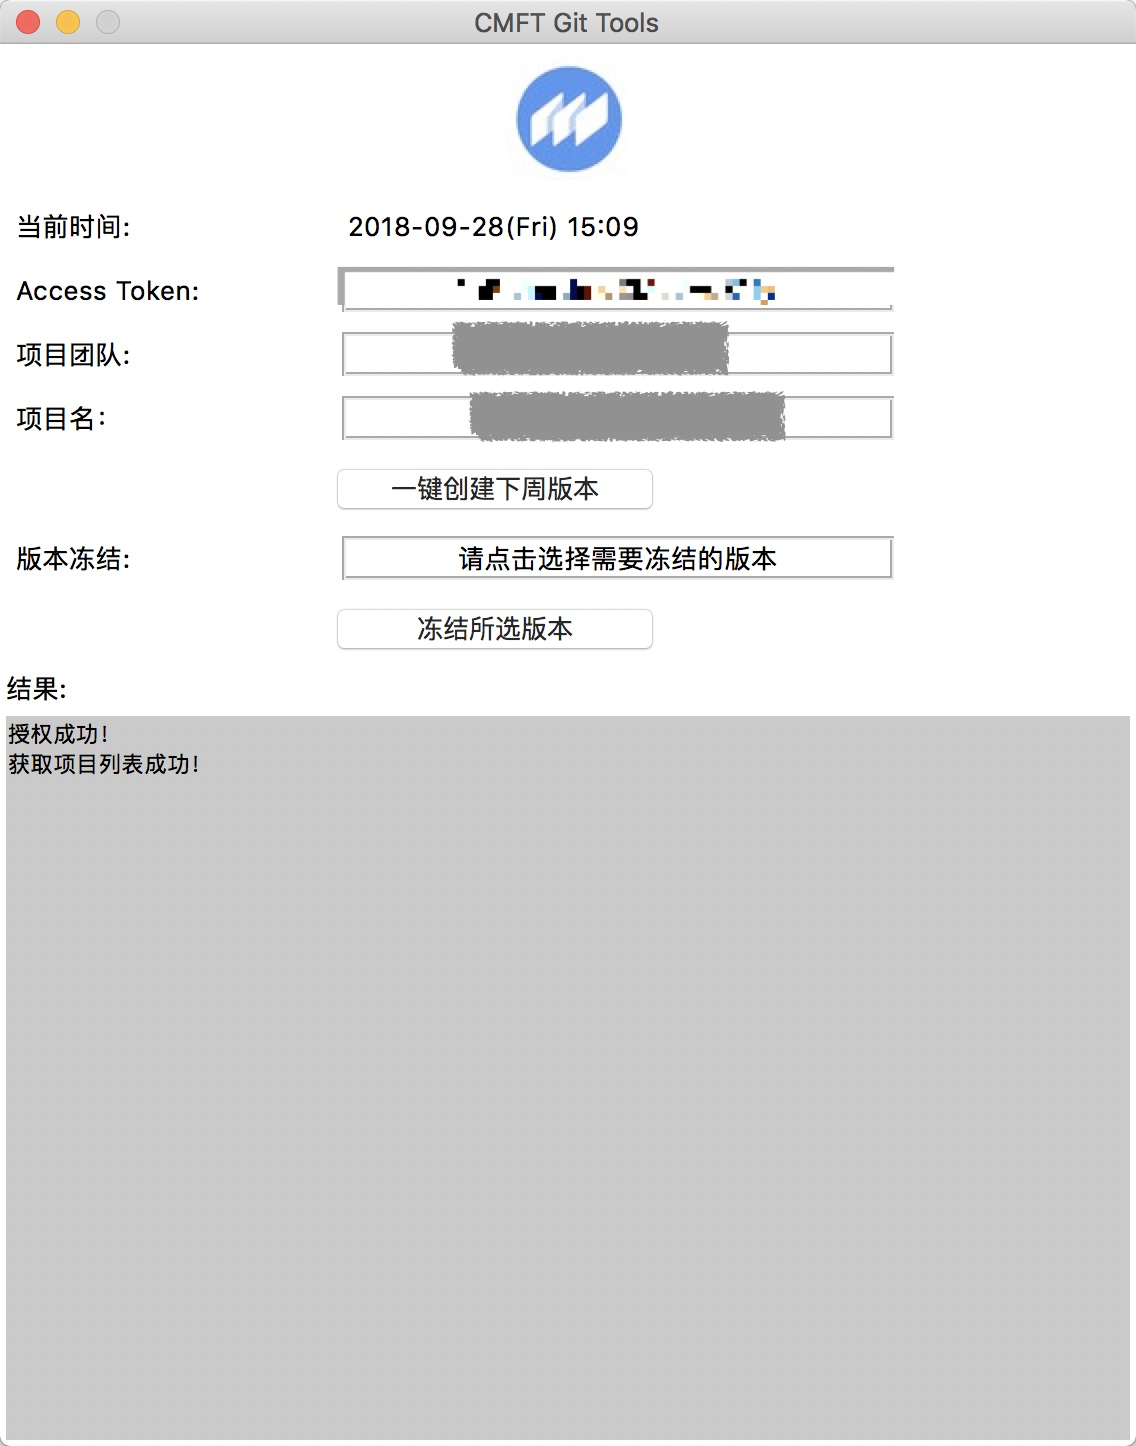 CMFT Git Tools
当前时间: 2018-09-28(Fri) 15:09
Access Token:
项目团队:
项目名:
一键创建下周版本
版本冻结: 请点击选择需要冻结的版本
冻结所选版本
结果:
授权成功!
获取项目列表成功!